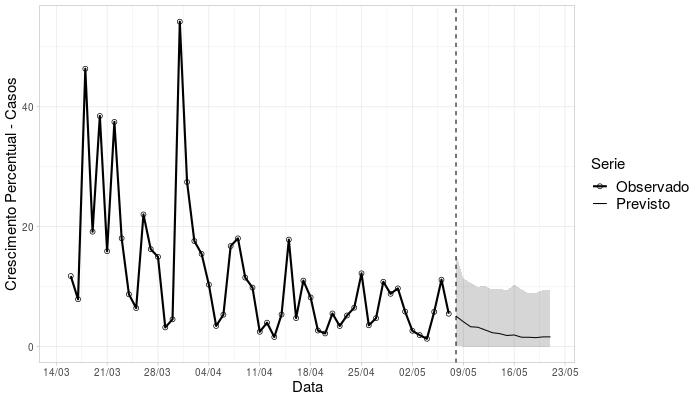 Crescimento Percentual - Casos
40
20
0
14/03 21/03 28/03 04/04 11/04 18/04 25/04 02/05 09/05 16/05 23/05
Data
Serie
Observado
Previsto